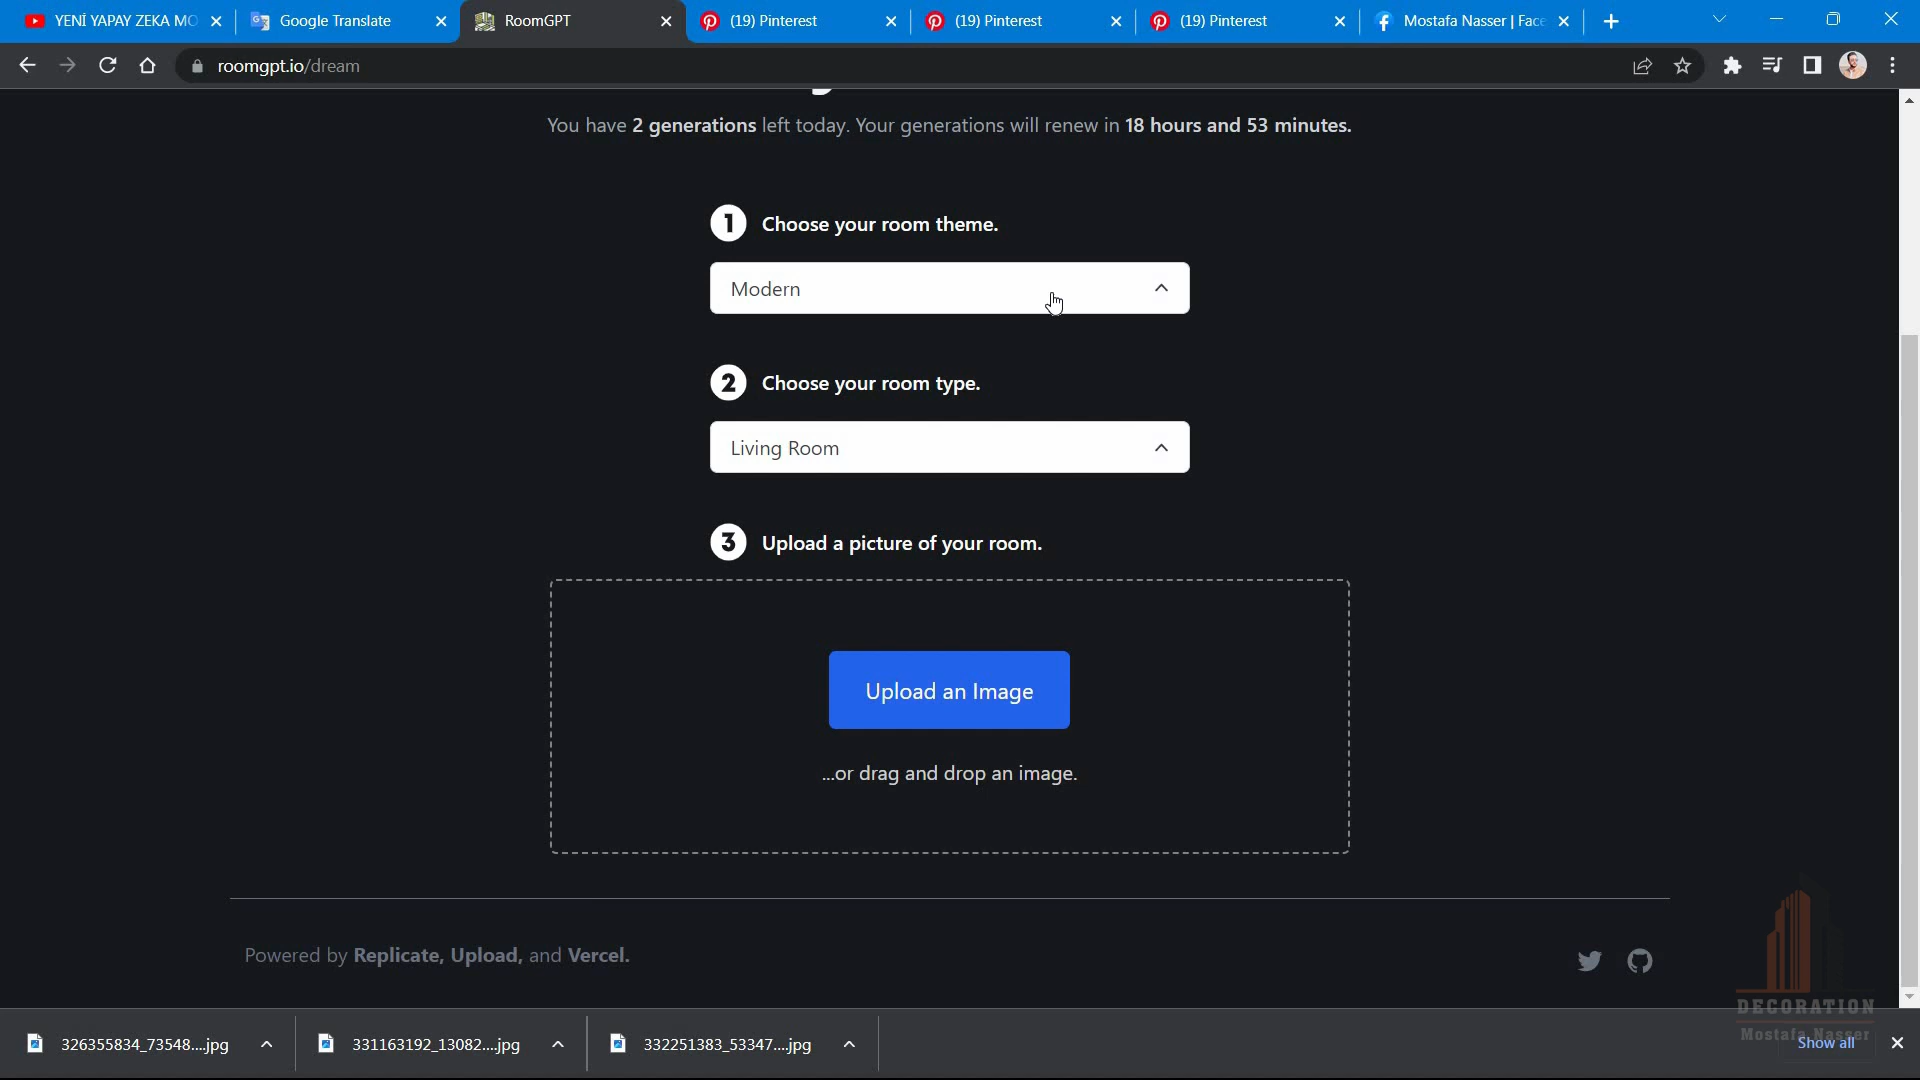 YENİ YAPAY ZEKA MO
Google Translate
RoomGPT
(19) Pinterest
(19) Pinterest
(19) Pinterest
Mostafa Nasser | Face
roomgpt.io/dream
You have 2 generations left today. Your generations will renew in 18 hours and 53 minutes.
1 Choose your room theme.
Modern
2 Choose your room type.
Living Room
3 Upload a picture of your room.
Upload an Image
...or drag and drop an image.
Powered by Replicate, Upload, and Vercel.
DECORATION
Mostafa Nasser
326355834_73548....jpg
331163192_13082....jpg
332251383_53347....jpg
Show all